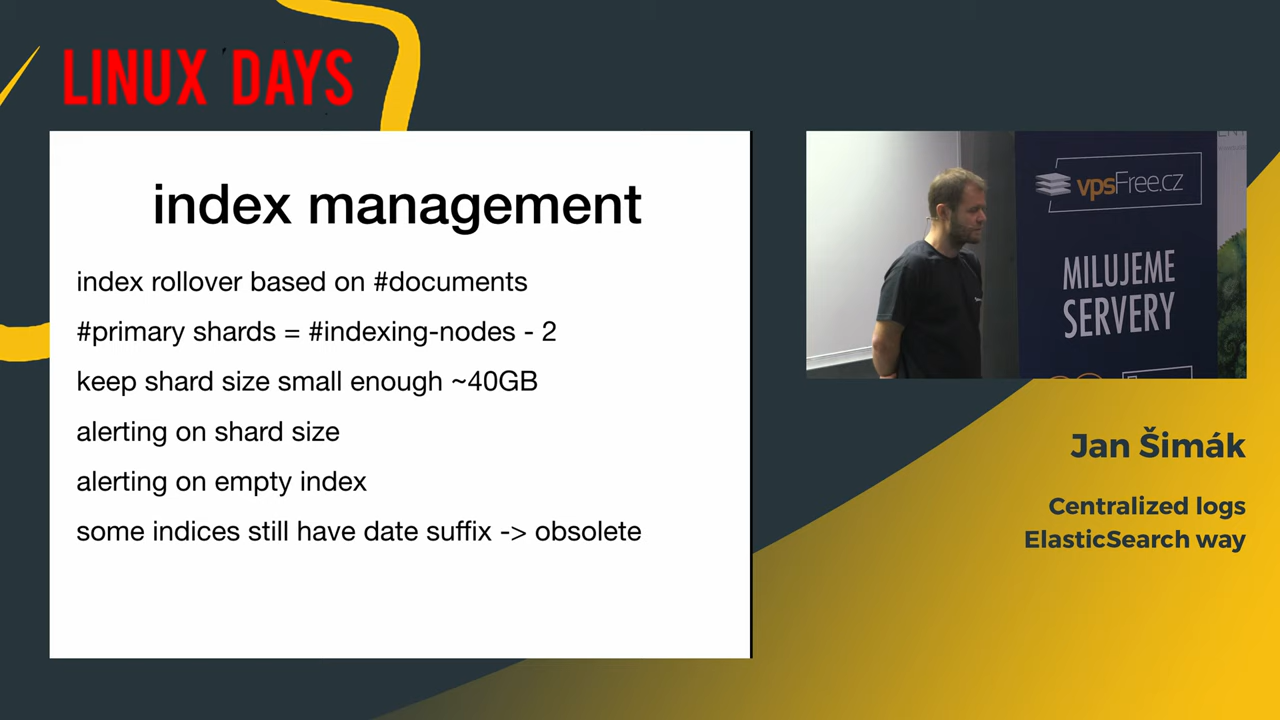 LINUX DAYS
index management
index rollover based on #documents
#primary shards = #indexing-nodes - 2
keep shard size small enough ~40GB
alerting on shard size
alerting on empty index
some indices still have date suffix -> obsolete
vpsFree.cz
MILUJEME
SERVERY
Jan Šimák
Centralized logs
ElasticSearch way